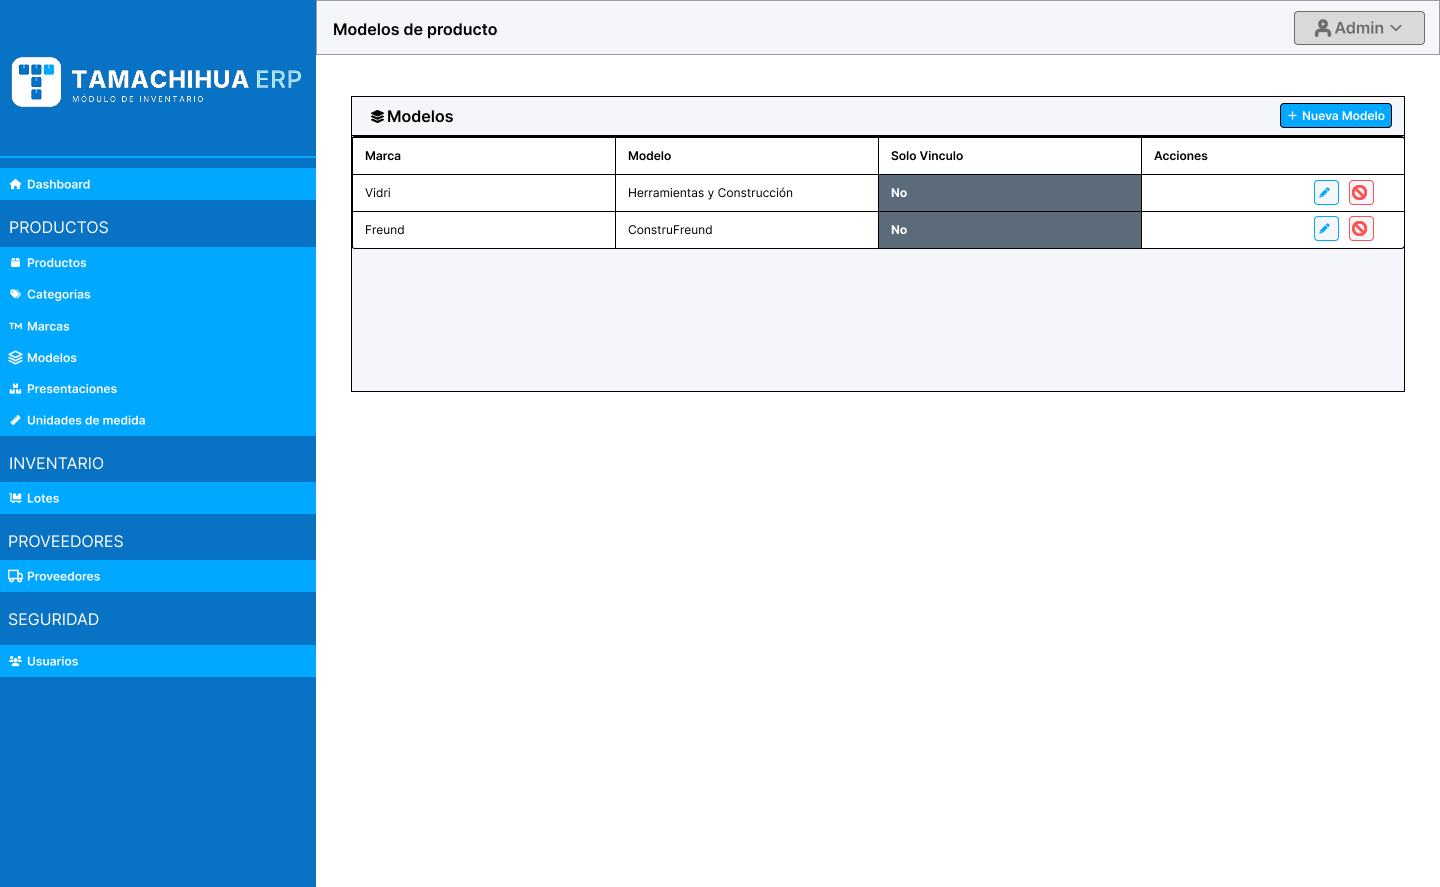 TAMACHIHUA ERP
MÓDULO DE INVENTARIO
Dashboard
PRODUCTOS
Productos
Categorias
TM Marcas
Modelos
Presentaciones
Unidades de medida
INVENTARIO
Lotes
PROVEEDORES
Proveedores
SEGURIDAD
Usuarios
Modelos de producto
Admin
Modelos
+ Nueva Modelo
Marca Modelo Solo Vinculo Acciones
Vidri Herramientas y Construcción No
Freund ConstruFreund No